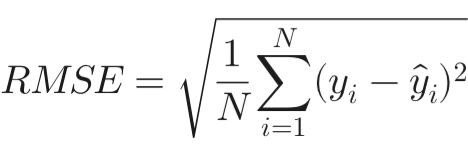 $RMSE = \sqrt{\frac{1}{N}\sum_{i=1}^{N}(y_i - \hat{y}_i)^2}$